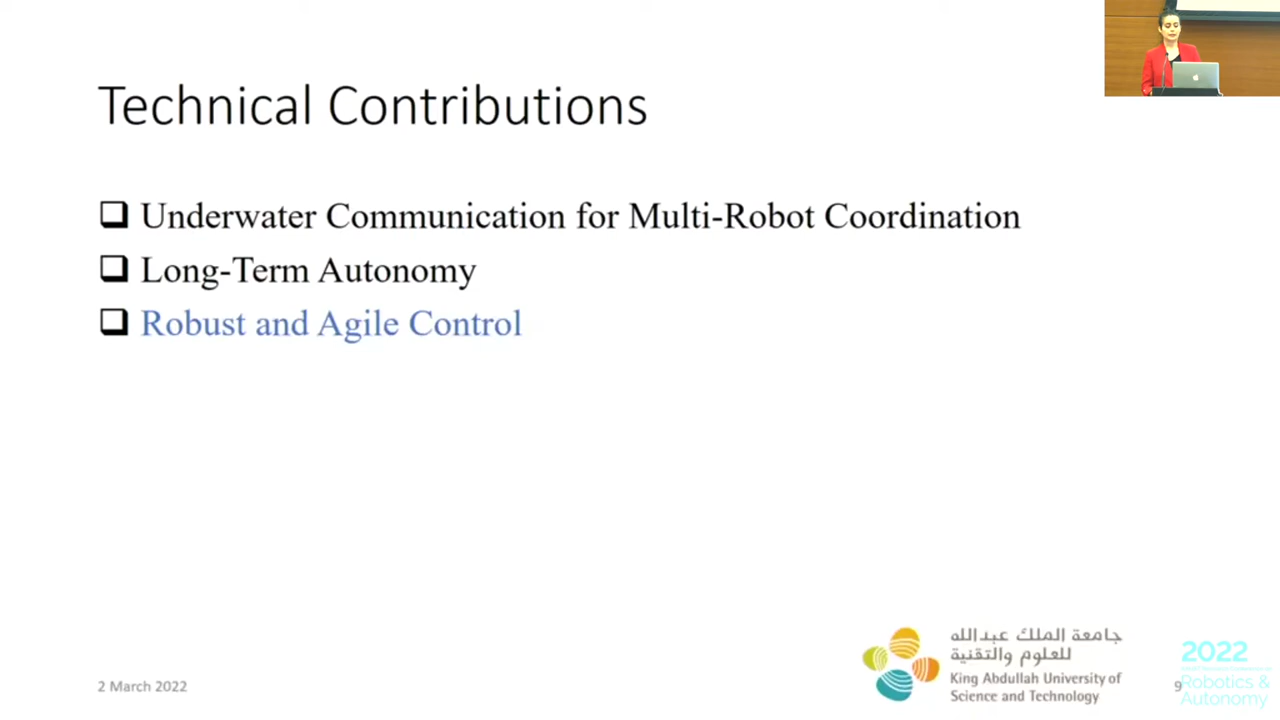 Technical Contributions
Underwater Communication for Multi-Robot Coordination
Long-Term Autonomy
Robust and Agile Control
2 March 2022
جامعة الملك عبدالله
للعلوم والتقنية
King Abdullah University of
Science and Technology
9
2022
Robotics &
Autonomy